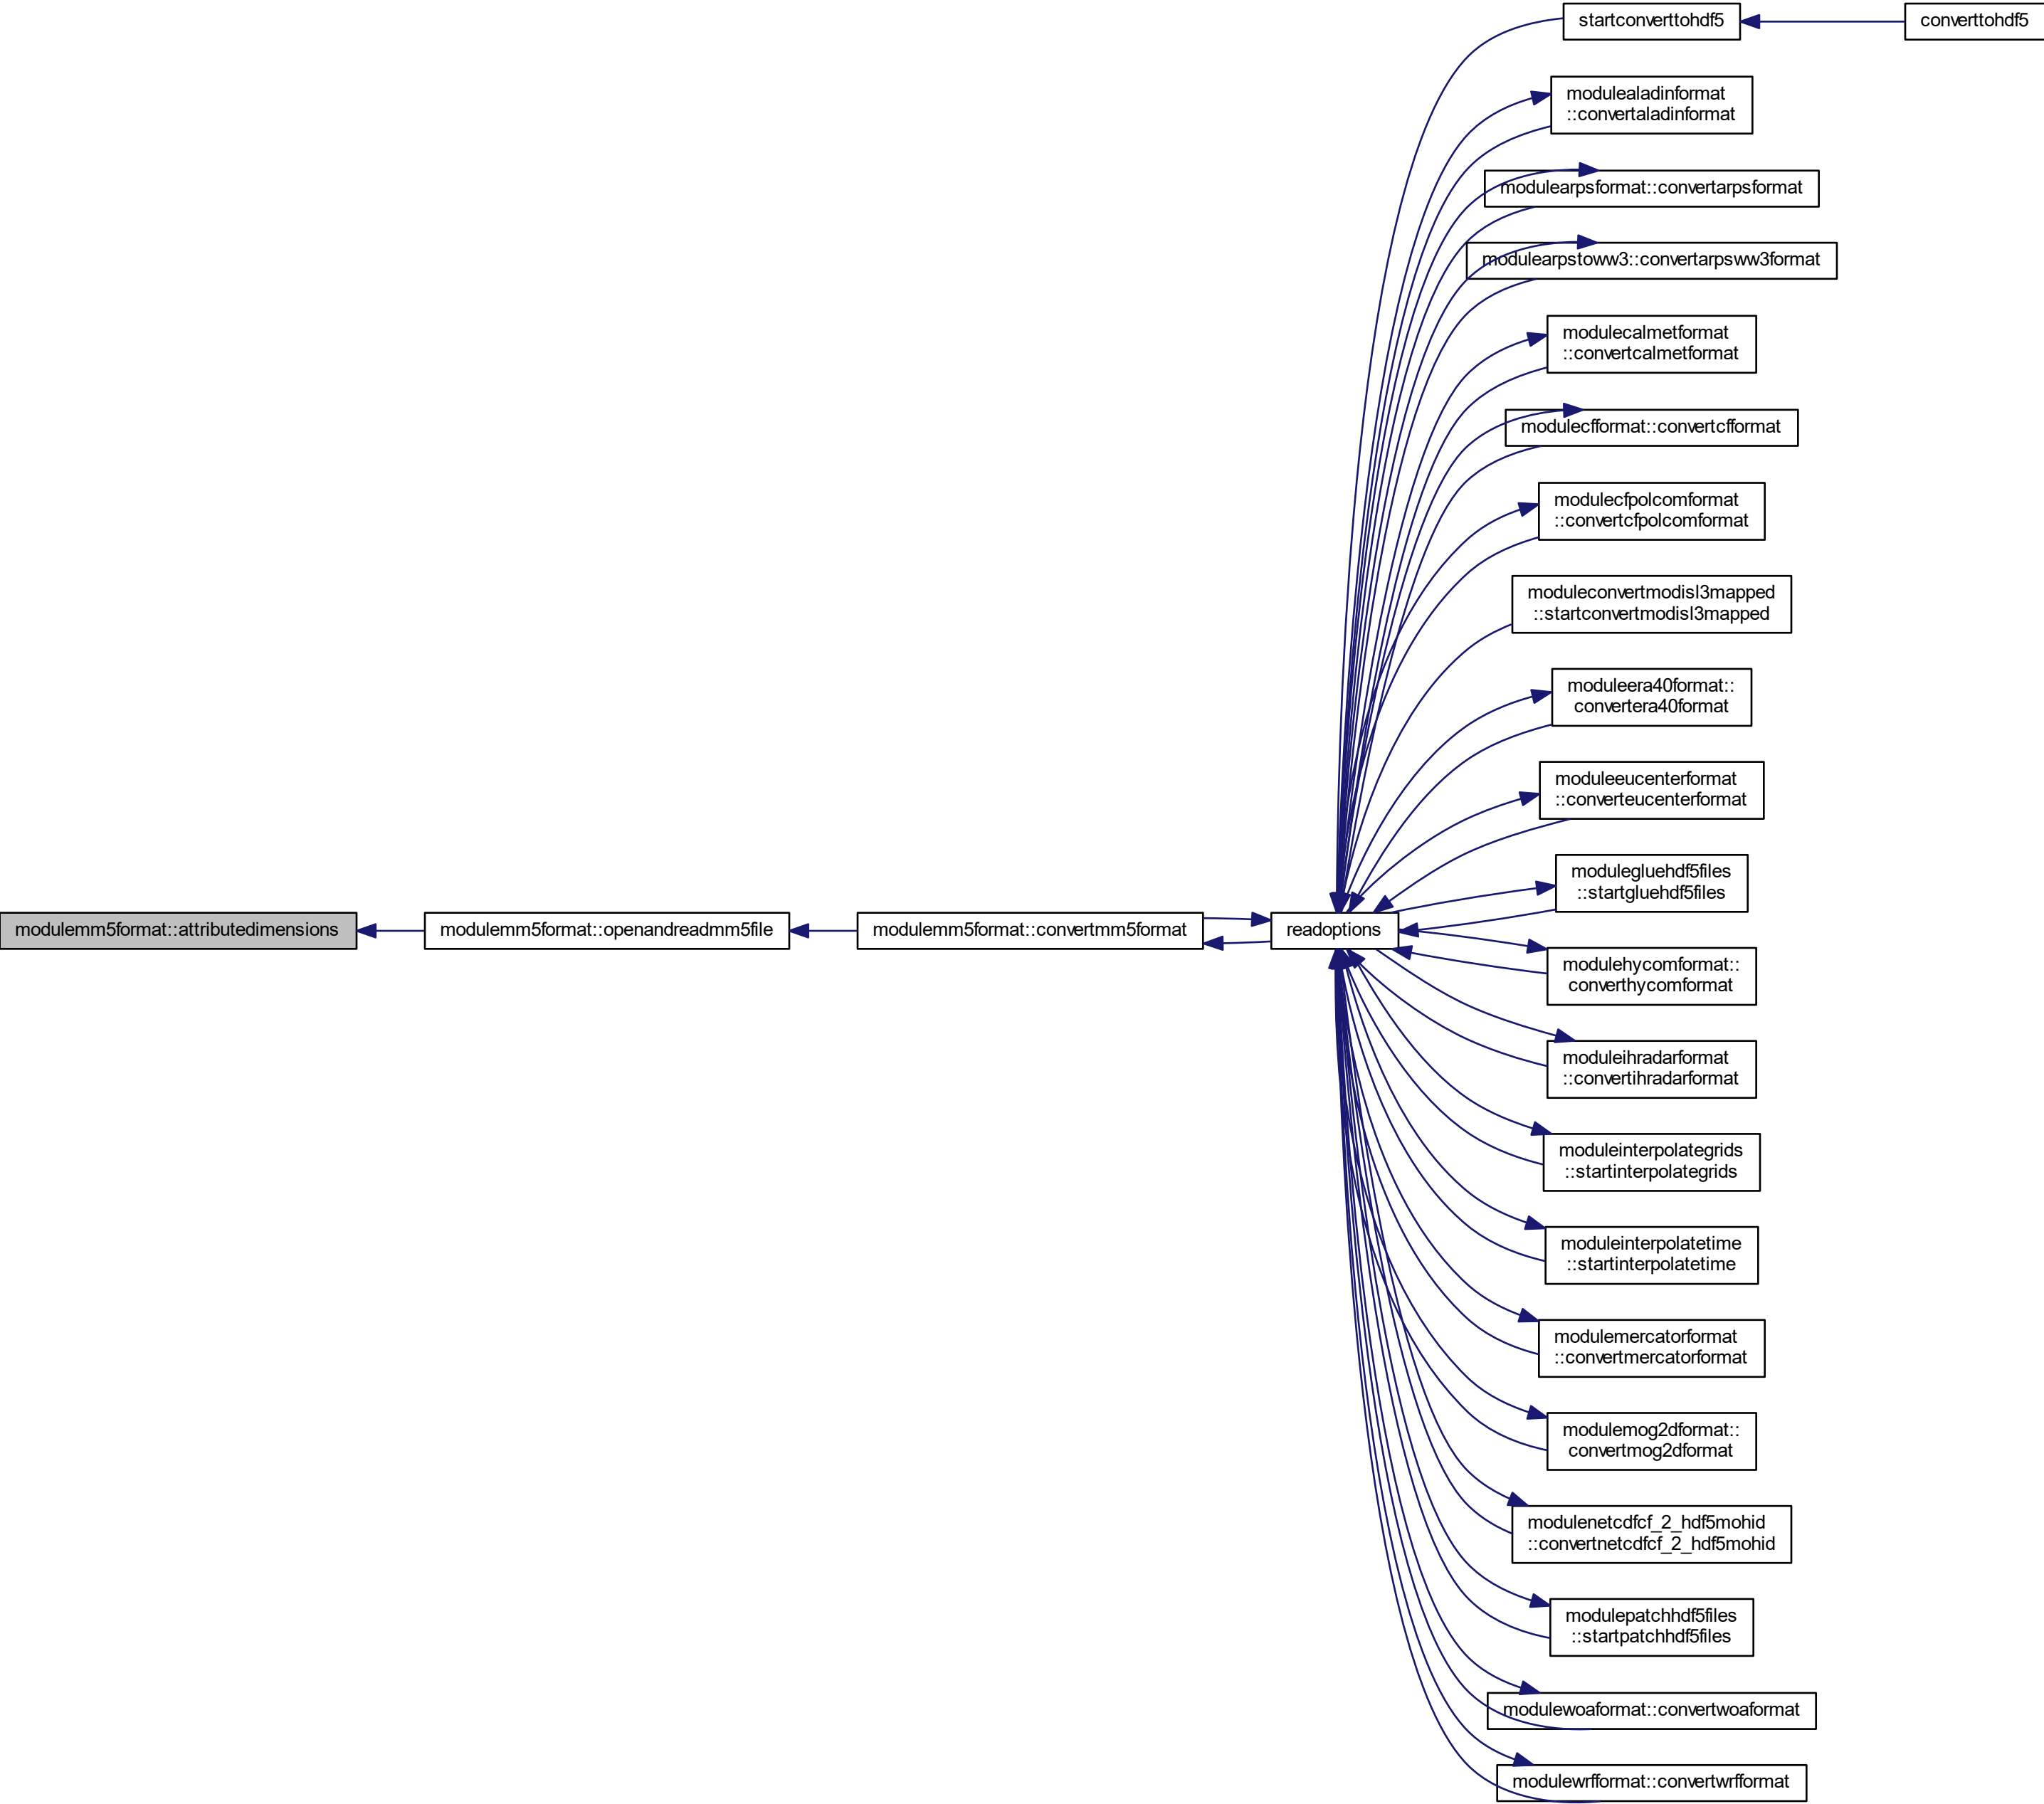 startconverttohdf5
converttohdf5
modulealadinformat
::convertaladinformat
modulearpsformat::convertarpsformat
modulearpstoww3::convertarpsww3format
modulecalmetformat
::convertcalmetformat
modulecfformat::convertcfformat
modulecfpolcomformat
::convertcfpolcomformat
moduleconvertmodisl3mapped
::startconvertmodisl3mapped
moduleera40format::
convertera40format
moduleeucenterformat
::converteucenterformat
modulegluehdf5files
::startgluehdf5files
modulemm5format::attributedimensions
modulemm5format::openandreadmm5file
modulemm5format::convertmm5format
readoptions
modulehycomformat::
converthycomformat
moduleihradarformat
::convertihradarformat
moduleinterpolategrids
::startinterpolategrids
moduleinterpolatetime
::startinterpolatetime
modulemercatorformat
::convertmercatorformat
modulemog2dformat::
convertmog2dformat
modulenetcdfcf_2_hdf5mohid
::convertnetcdfcf_2_hdf5mohid
modulepatchhdf5files
::startpatchhdf5files
modulewoaformat::convertwoaformat
modulewrfformat::convertwrfformat